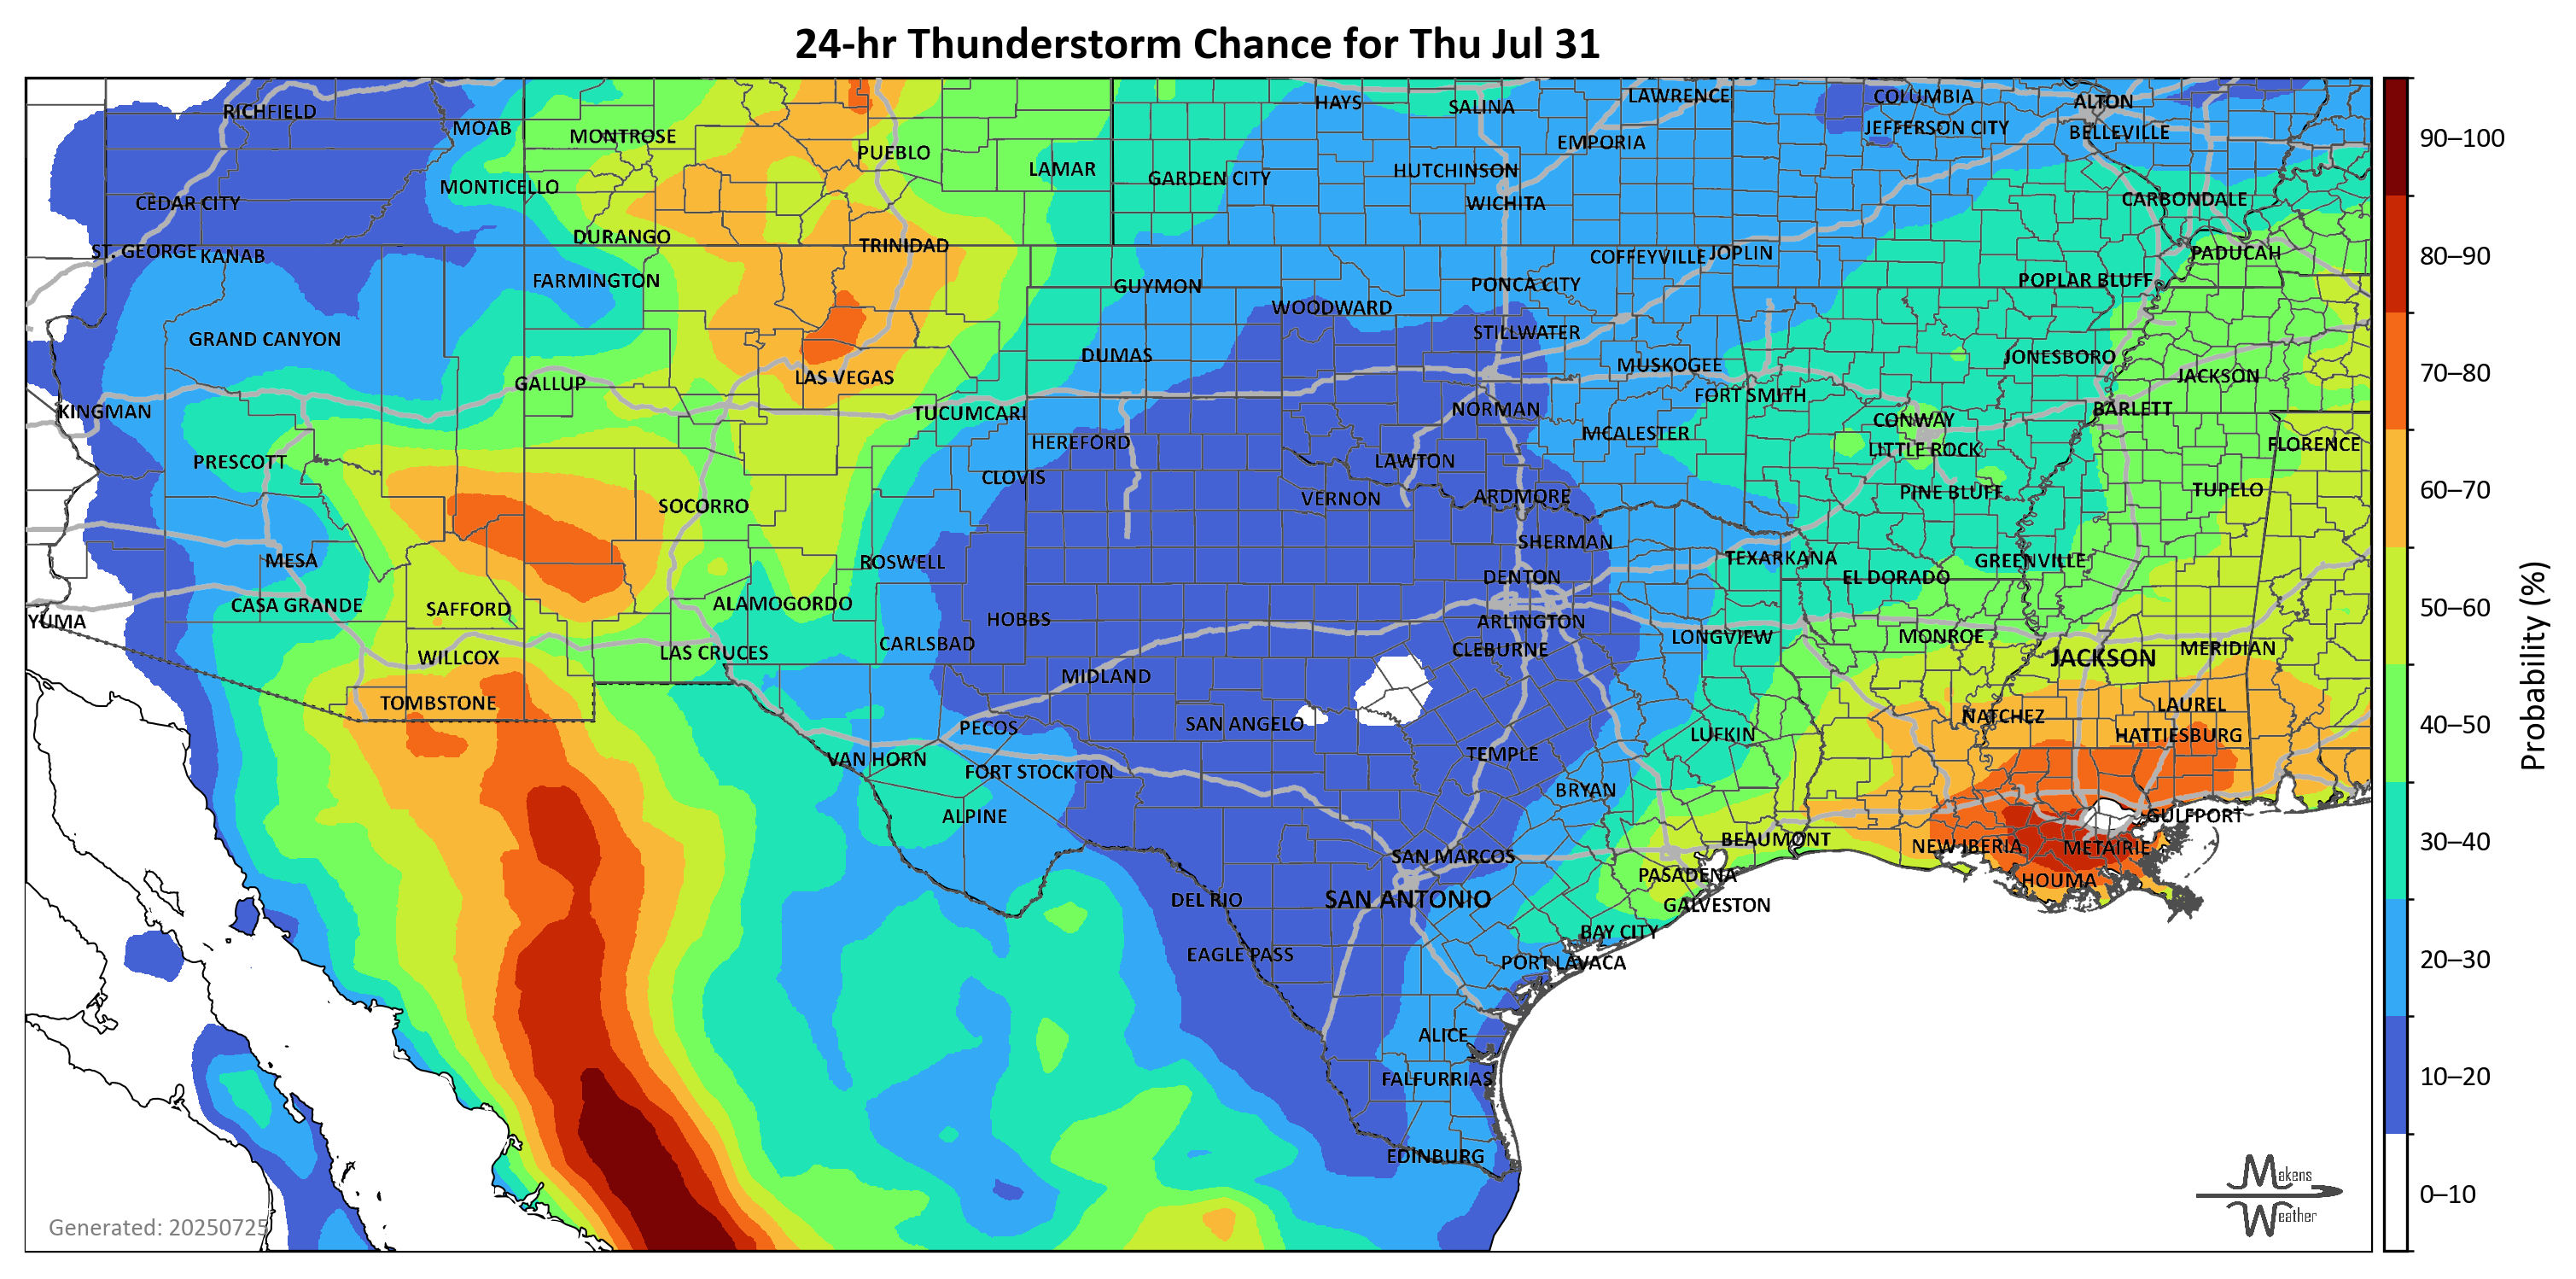 24-hr Thunderstorm Chance for Thu Jul 31
RICHFIELD
MOAB
MONTROSE
PUEBLO
LAMAR
HAYS
SALINA
LAWRENCE
COLUMBIA
ALTON
JEFFERSON CITY
BELLEVILLE
EMPORIA
HUTCHINSON
GARDEN CITY
MONTICELLO
CEDAR CITY
WICHITA
CARBONDALE
DURANGO
TRINIDAD
ST. GEORGE
KANAB
COFFEYVILLE
JOPLIN
PADUCAH
FARMINGTON
GUYMON
PONCA CITY
POPLAR BLUFF
WOODWARD
STILLWATER
GRAND CANYON
DUMAS
MUSKOGEE
JONESBORO
GALLUP
LAS VEGAS
JACKSON
FORT SMITH
KINGMAN
TUCUMCARI
NORMAN
BARLETT
CONWAY
HEREFORD
MCALESTER
FLORENCE
LITTLE ROCK
PRESCOTT
CLOVIS
LAWTON
SOCORRO
VERNON
ARDMORE
PINE BLUFF
TUPELO
MESA
ROSWELL
SHERMAN
TEXARKANA
GREENVILLE
DENTON
EL DORADO
CASA GRANDE
SAFFORD
ALAMOGORDO
YUMA
HOBBS
ARLINGTON
LONGVIEW
MONROE
CARLSBAD
CLEBURNE
MERIDIAN
WILLCOX
LAS CRUCES
JACKSON
MIDLAND
TOMBSTONE
PECOS
SAN ANGELO
NATCHEZ
LAUREL
LUFKIN
HATTIESBURG
VAN HORN
TEMPLE
FORT STOCKTON
BRYAN
ALPINE
GULFPORT
BEAUMONT
NEW IBERIA
METAIRIE
SAN MARCOS
PASADENA
HOUMA
DEL RIO
SAN ANTONIO
GALVESTON
BAY CITY
EAGLE PASS
PORT LAVACA
ALICE
FALFURRIAS
EDINBURG
Generated: 20250725
Makens
Weather
90–100
80–90
70–80
60–70
50–60
40–50
30–40
20–30
10–20
0–10
Probability (%)